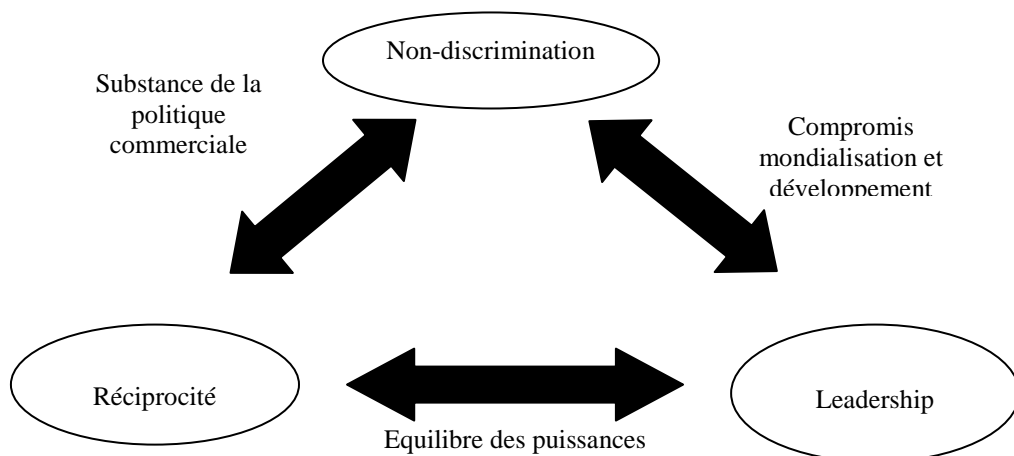 Non-discrimination
Substance de la
politique
commerciale
Compromis
mondialisation et
développement
Réciprocité
Leadership
Equilibre des puissances